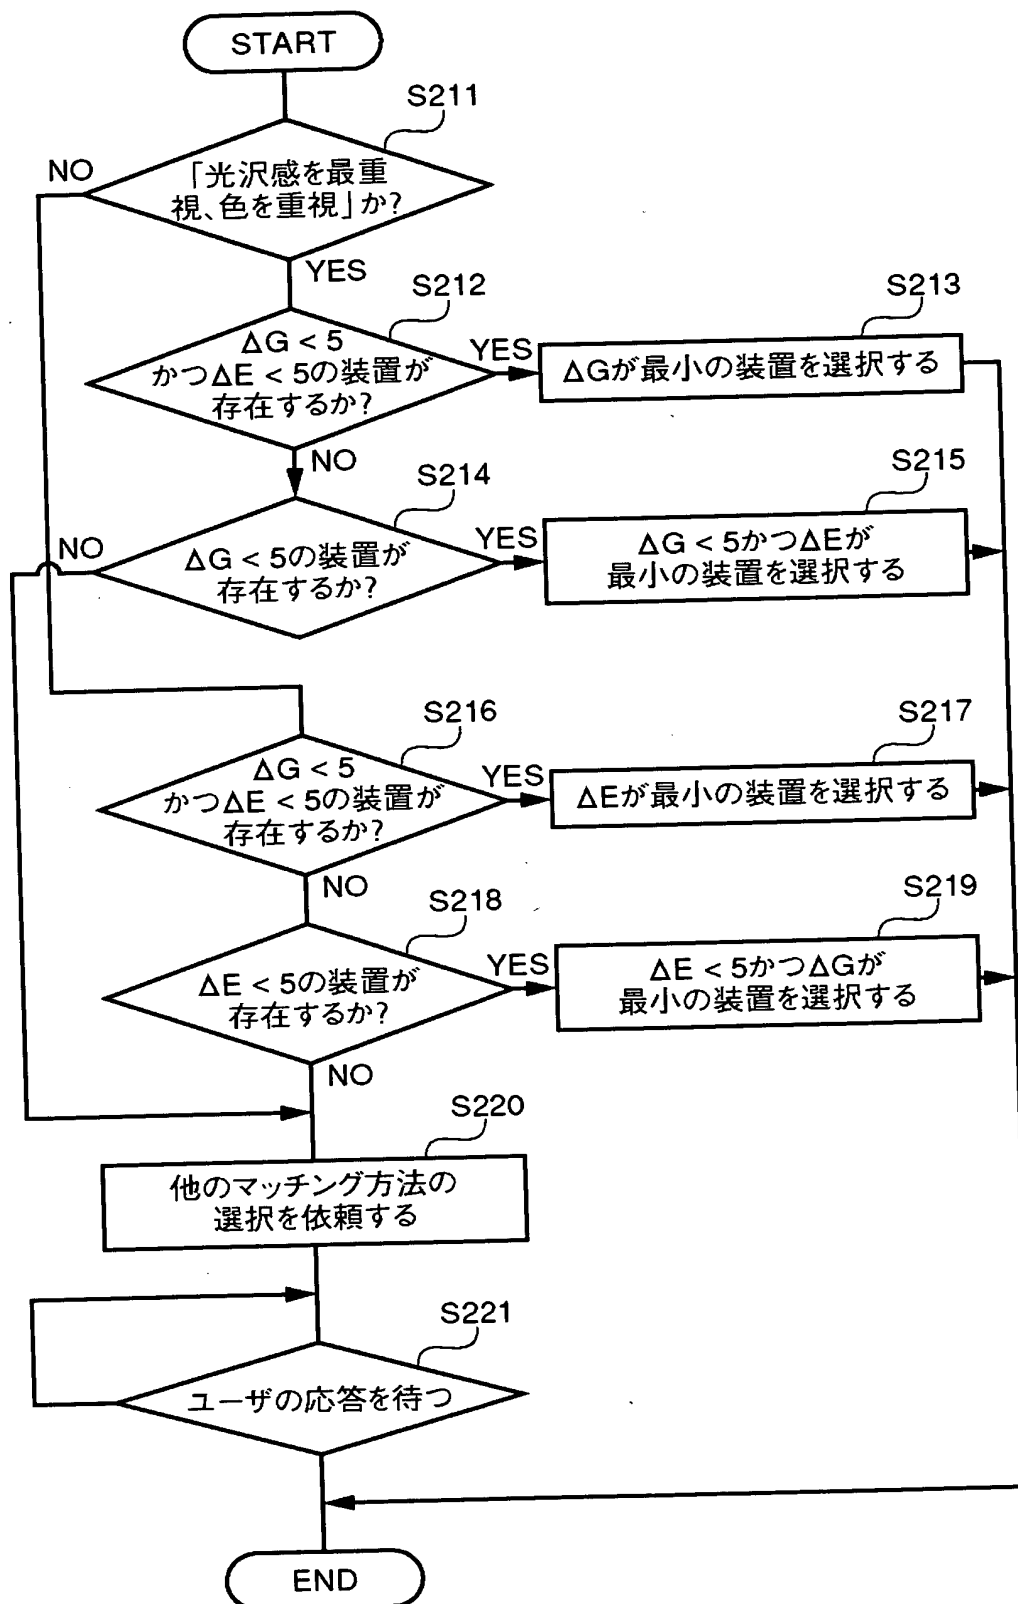 START
S211
NO
「光沢感を最重
視、色を重視」か?
YES
S212
ΔG < 5
かつΔE < 5の装置が
存在するか?
YES
S213
ΔGが最小の装置を選択する
NO
S214
NO
ΔG < 5の装置が
存在するか?
YES
S215
ΔG < 5かつΔEが
最小の装置を選択する
S216
ΔG < 5
かつΔE < 5の装置が
存在するか?
YES
S217
ΔEが最小の装置を選択する
NO
S218
ΔE < 5の装置が
存在するか?
YES
S219
ΔE < 5かつΔGが
最小の装置を選択する
NO
S220
他のマッチング方法の
選択を依頼する
S221
ユーザの応答を待つ
END